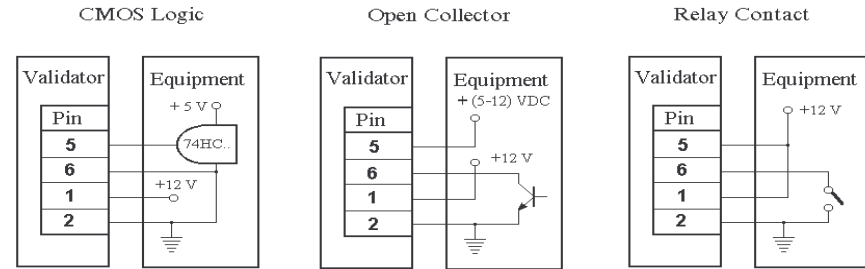 CMOS Logic
Validator
Equipment
+ 5 V
Pin
5
74HC..
6
+12 V
1
2
Open Collector
Validator
Equipment
+ (5-12) VDC
Pin
5
+12 V
6
1
2
Relay Contact
Validator
Equipment
+12 V
Pin
5
6
1
2